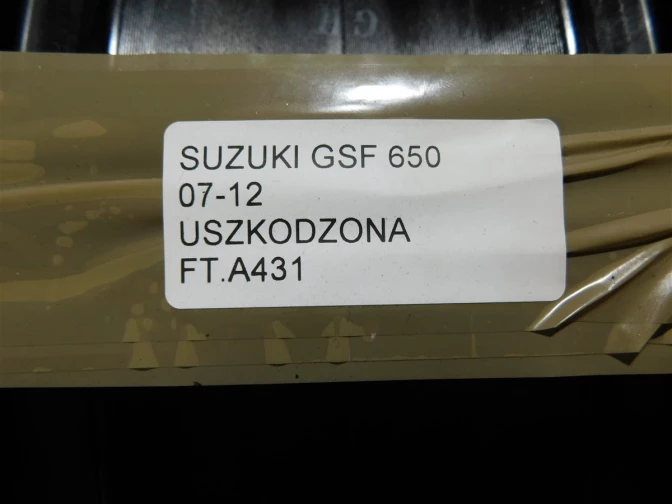 SUZUKI GSF 650
07-12
USZKODZONA
FT.A431